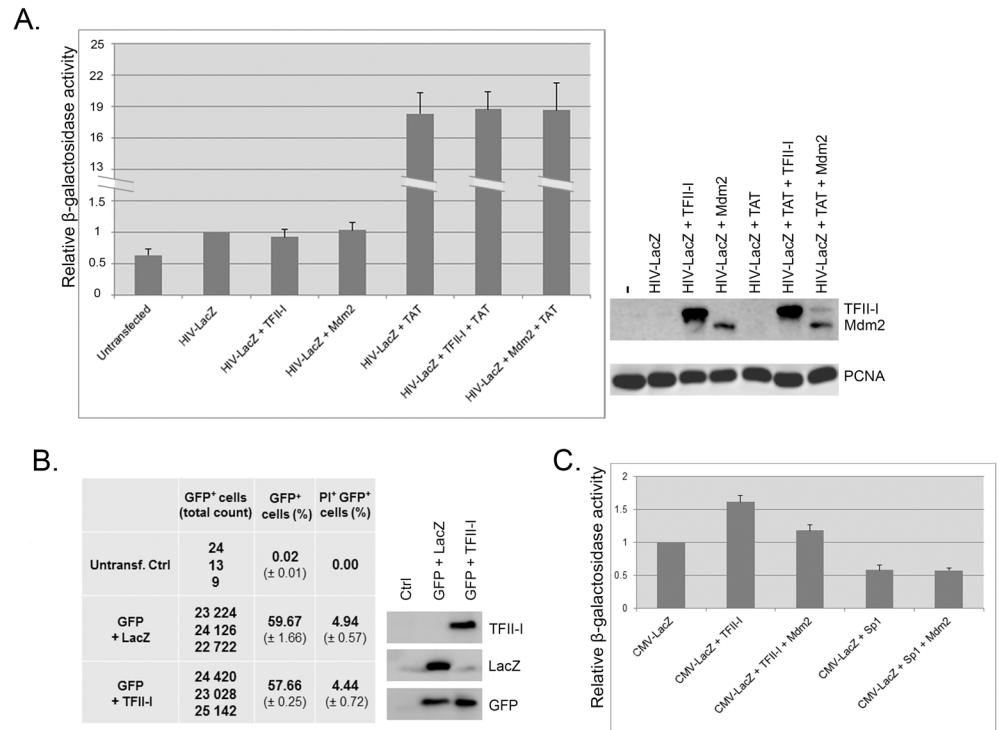 A.
Relative β-galactosidase activity
25
22
19
16
13
1.5
1
0.5
0
Untransfected
HIV-LacZ
HIV-LacZ + TFII-I
HIV-LacZ + Mdm2
HIV-LacZ + TAT
HIV-LacZ + TFII-I + TAT
HIV-LacZ + Mdm2 + TAT
-
HIV-LacZ
HIV-LacZ + TFII-I
HIV-LacZ + Mdm2
HIV-LacZ + TAT
HIV-LacZ + TAT + TFII-I
HIV-LacZ + TAT + Mdm2
TFII-I
Mdm2
PCNA
B.
GFP+ cells (total count)
GFP+ cells (%)
PI+ GFP+ cells (%)
Untransf. Ctrl
24
13
9
0.02
(± 0.01)
0.00
GFP
+ LacZ
23 224
24 126
22 722
59.67
(± 1.66)
4.94
(± 0.57)
GFP
+ TFII-I
24 420
23 028
25 142
57.66
(± 0.25)
4.44
(± 0.72)
Ctrl
GFP + LacZ
GFP + TFII-I
TFII-I
LacZ
GFP
C.
Relative β-galactosidase activity
2
1.5
1
0.5
0
CMV-LacZ
CMV-LacZ + TFII-I
CMV-LacZ + TFII-I + Mdm2
CMV-LacZ + Sp1
CMV-LacZ + Sp1 + Mdm2